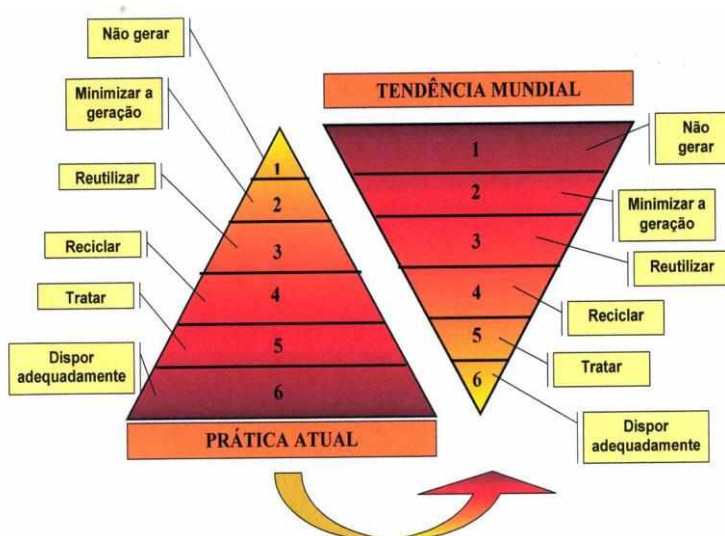 Não gerar
Minimizar a
geração
Reutilizar
Reciclar
Tratar
Dispor
adequadamente
1
2
3
4
5
6
PRÁTICA ATUAL
TENDÊNCIA MUNDIAL
1
2
3
4
5
6
Não
gerar
Minimizar a
geração
Reutilizar
Reciclar
Tratar
Dispor
adequadamente